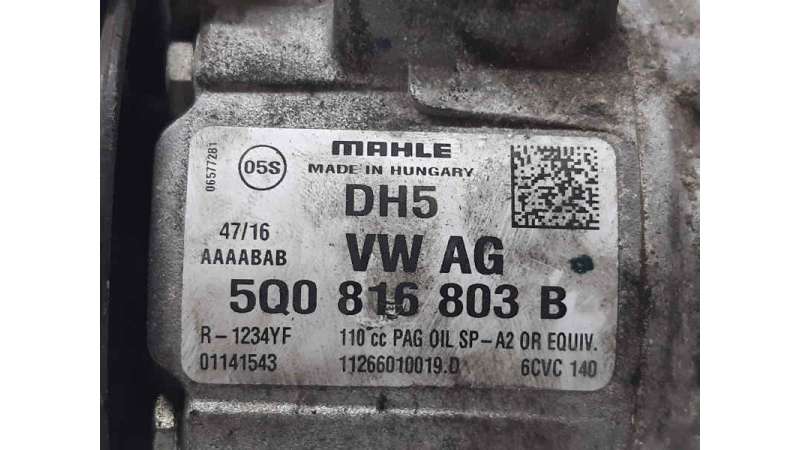 06577281
05S
MAHLE
MADE IN HUNGARY
DH5
47/16
AAAABAB
VW AG
5Q0 816 803 B
R-1234YF 110 cc PAG OIL SP-A2 OR EQUIV.
01141543 11266010019.D 6CVC 140